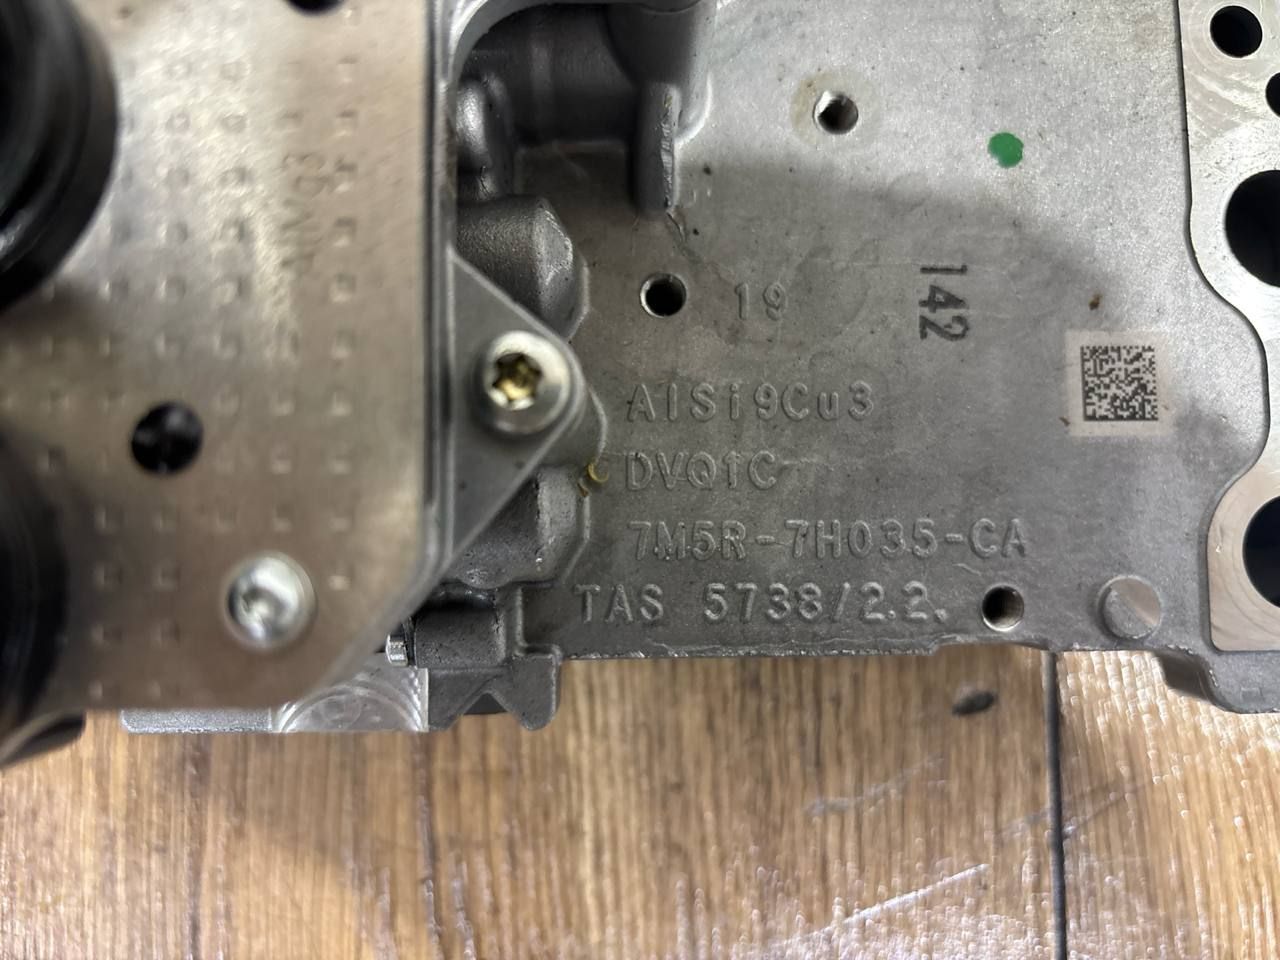 19
142
AlSi9Cu3
DVQ1C
7M5R-7H035-CA
TAS 5738/2.2.